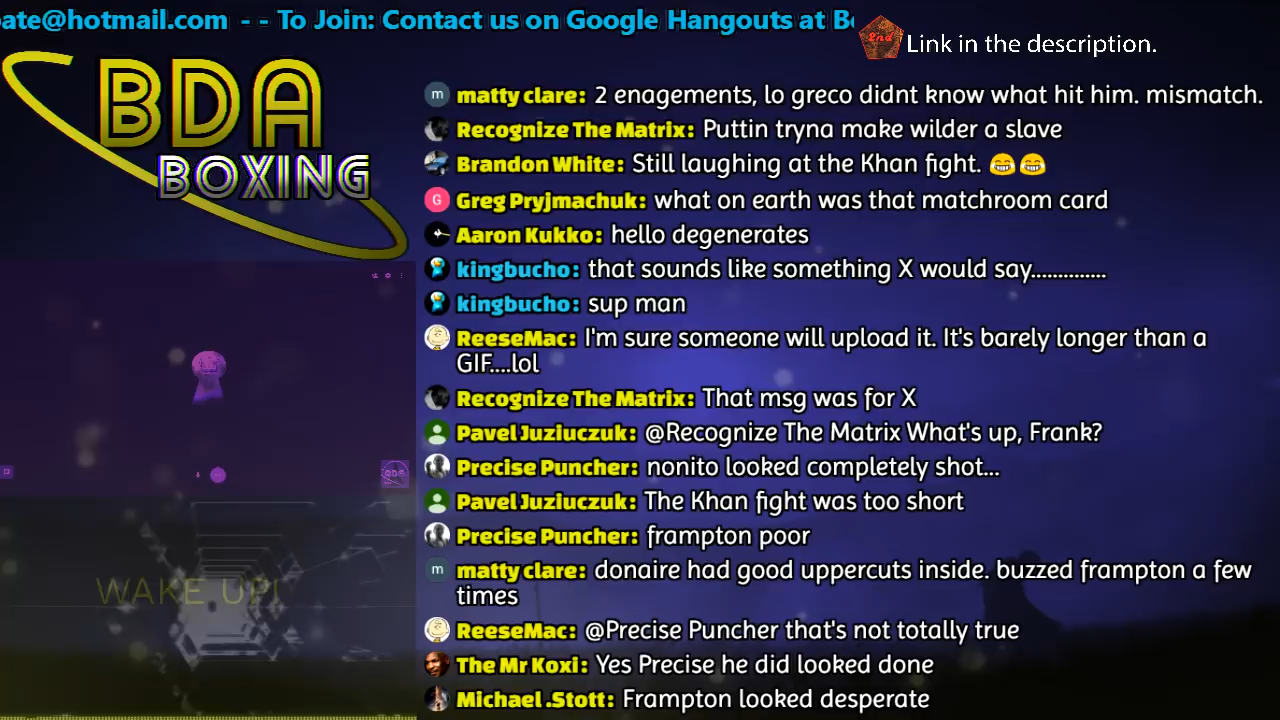 ate@hotmail.com - - To Join: Contact us on Google Hangouts at B
2nd Link in the description.
BDA
BOXING
m matty clare: 2 enagements, lo greco didnt know what hit him. mismatch.
Recognize The Matrix: Puttin tryna make wilder a slave
Brandon White: Still laughing at the Khan fight. 😂😂
G Greg Pryjmachuk: what on earth was that matchroom card
Aaron Kukko: hello degenerates
kingbucho: that sounds like something X would say..............
kingbucho: sup man
ReeseMac: I'm sure someone will upload it. It's barely longer than a
GIF....lol
Recognize The Matrix: That msg was for X
Pavel Juziuczuk: @Recognize The Matrix What's up, Frank?
Precise Puncher: nonito looked completely shot...
Pavel Juziuczuk: The Khan fight was too short
Precise Puncher: frampton poor
m matty clare: donaire had good uppercuts inside. buzzed frampton a few
times
ReeseMac: @Precise Puncher that's not totally true
The Mr Koxi: Yes Precise he did looked done
Michael .Stott: Frampton looked desperate
WAKE UP!